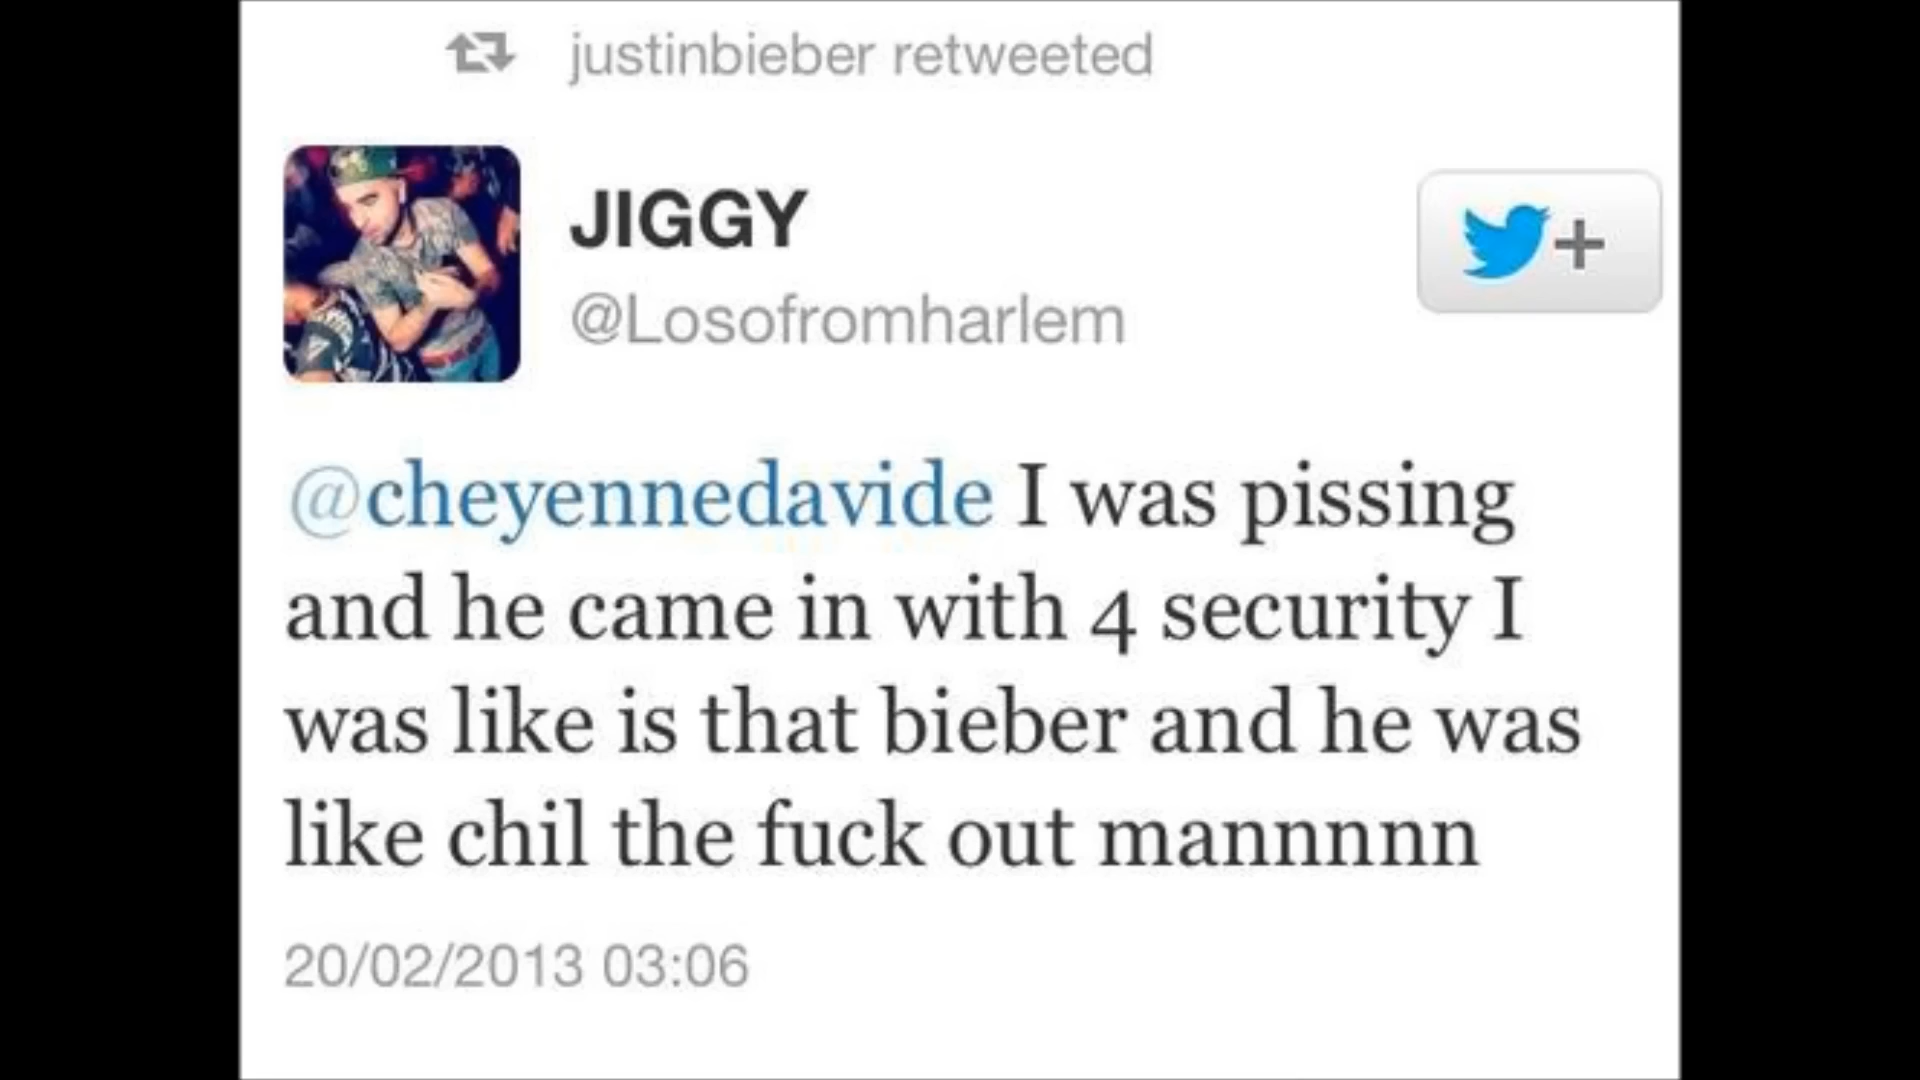 justinbieber retweeted
JIGGY
@Losofromharlem
@cheyennedavide I was pissing
and he came in with 4 security I
was like is that bieber and he was
like chil the fuck out mannnnn
20/02/2013 03:06